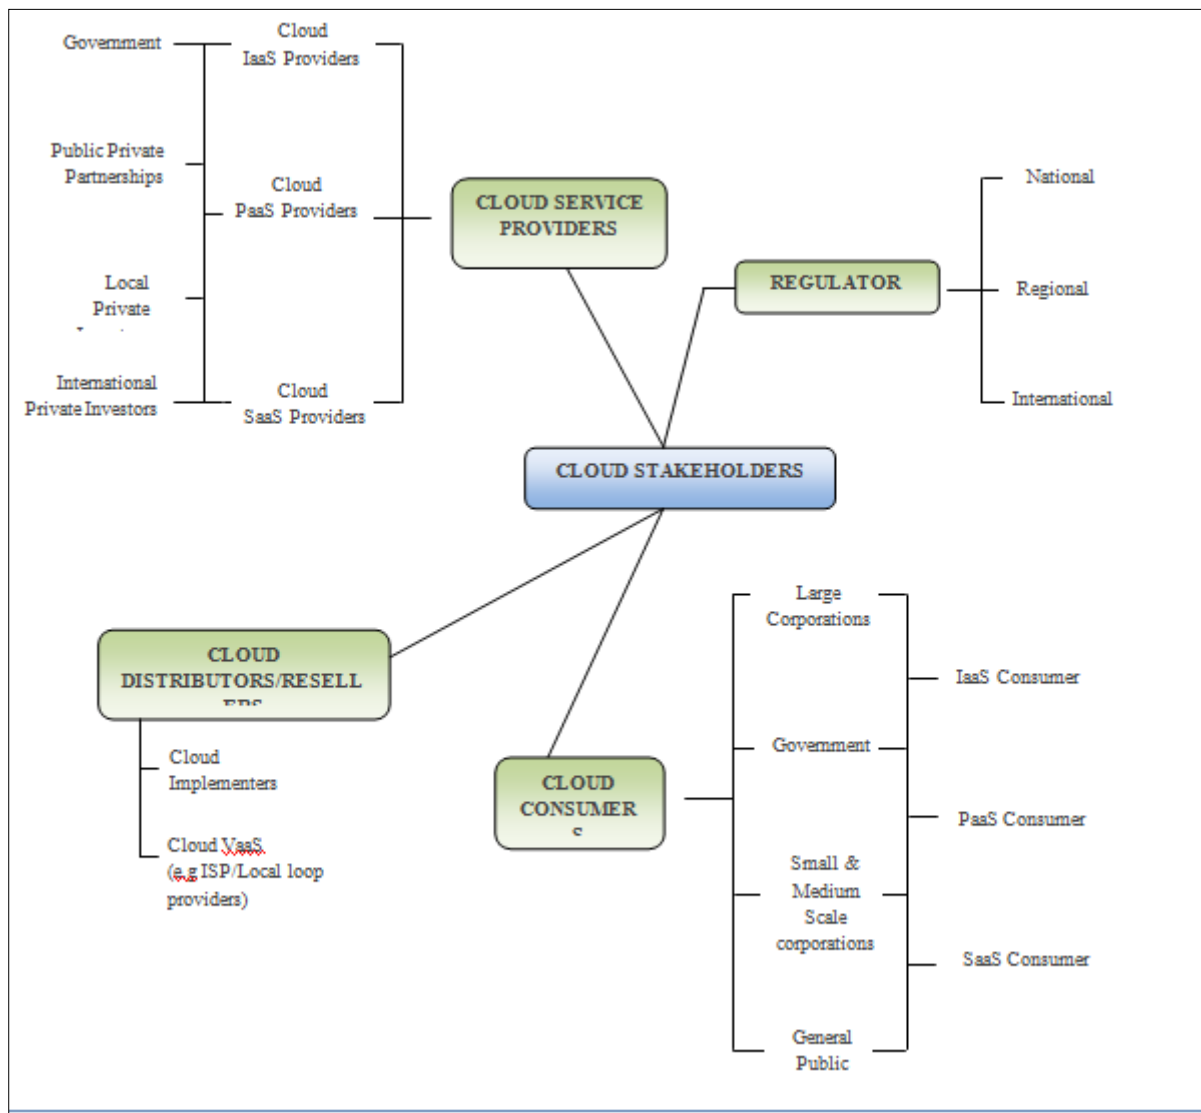 Government
Cloud
IaaS Providers
Public Private
Partnerships
Cloud
PaaS Providers
Local
Private
International
Private Investors
Cloud
SaaS Providers
CLOUD SERVICE
PROVIDERS
REGULATOR
National
Regional
International
CLOUD STAKEHOLDERS
CLOUD
DISTRIBUTORS/RESELL
ERS
Cloud
Implementers
Cloud VaaS
(e.g ISP/Local loop
providers)
CLOUD
CONSUMER
S
Large
Corporations
Government
Small &
Medium
Scale
corporations
General
Public
IaaS Consumer
PaaS Consumer
SaaS Consumer